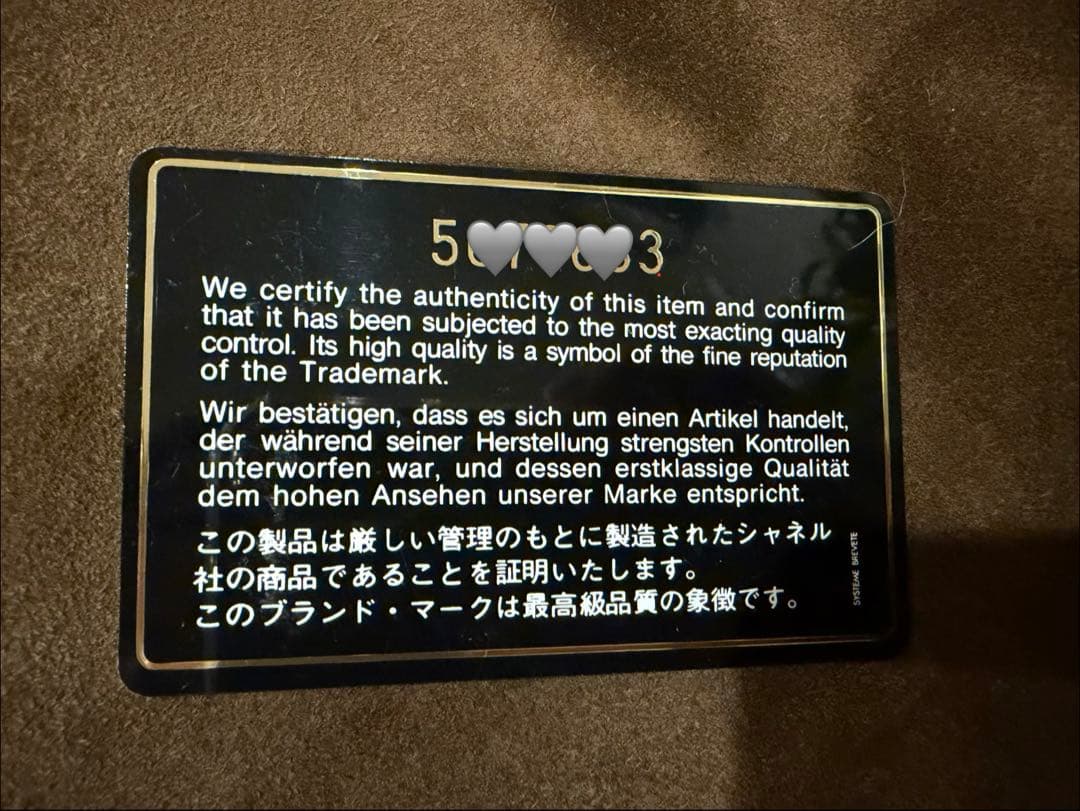 We certify the authenticity of this item and confirm
that it has been subjected to the most exacting quality
control. Its high quality is a symbol of the fine reputation
of the Trademark.
Wir bestätigen, dass es sich um einen Artikel handelt,
der während seiner Herstellung strengsten Kontrollen
unterworfen war, und dessen erstklassige Qualität
dem hohen Ansehen unserer Marke entspricht.
この製品は厳しい管理のもとに製造されたシャネル
社の商品であることを証明いたします。
このブランド・マークは最高級品質の象徴です。
SYSTEME BREVETE